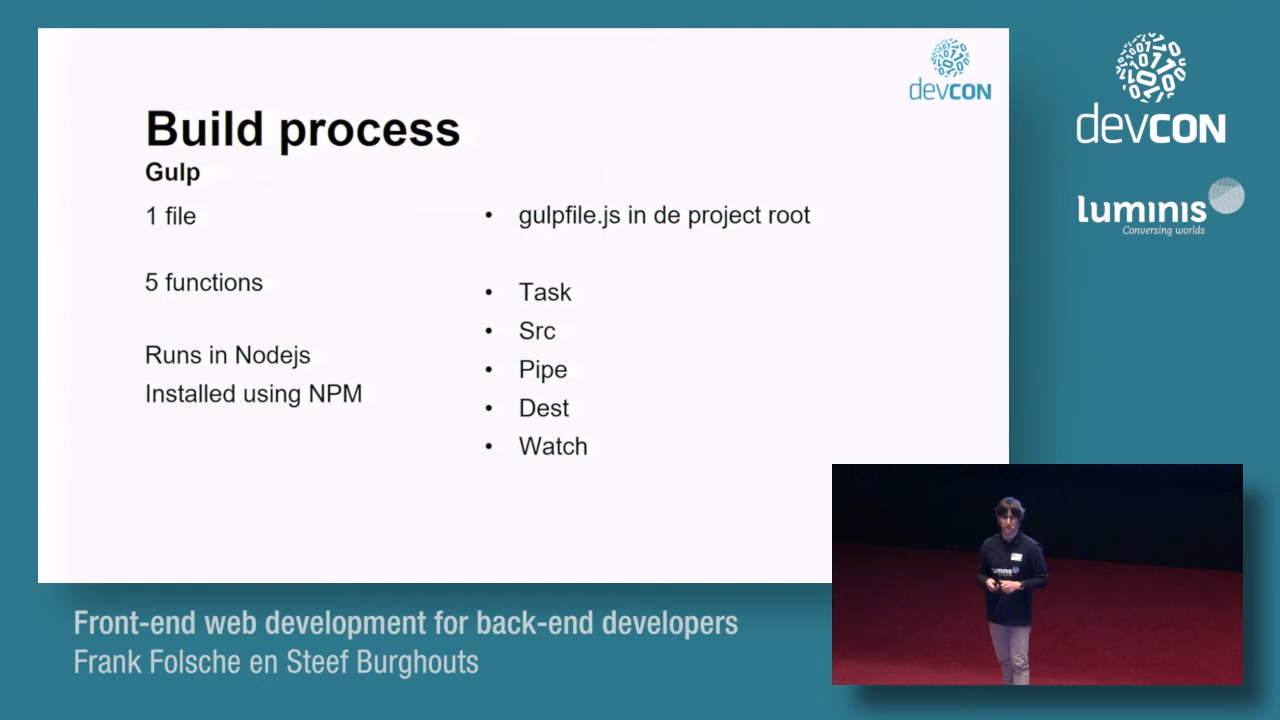 devCON
Build process
Gulp
1 file
• gulpfile.js in de project root
5 functions
• Task
• Src
• Pipe
• Dest
• Watch
Runs in Nodejs
Installed using NPM
devCON
luminis
Conversing worlds
luminis
Front-end web development for back-end developers
Frank Folsche en Steef Burghouts